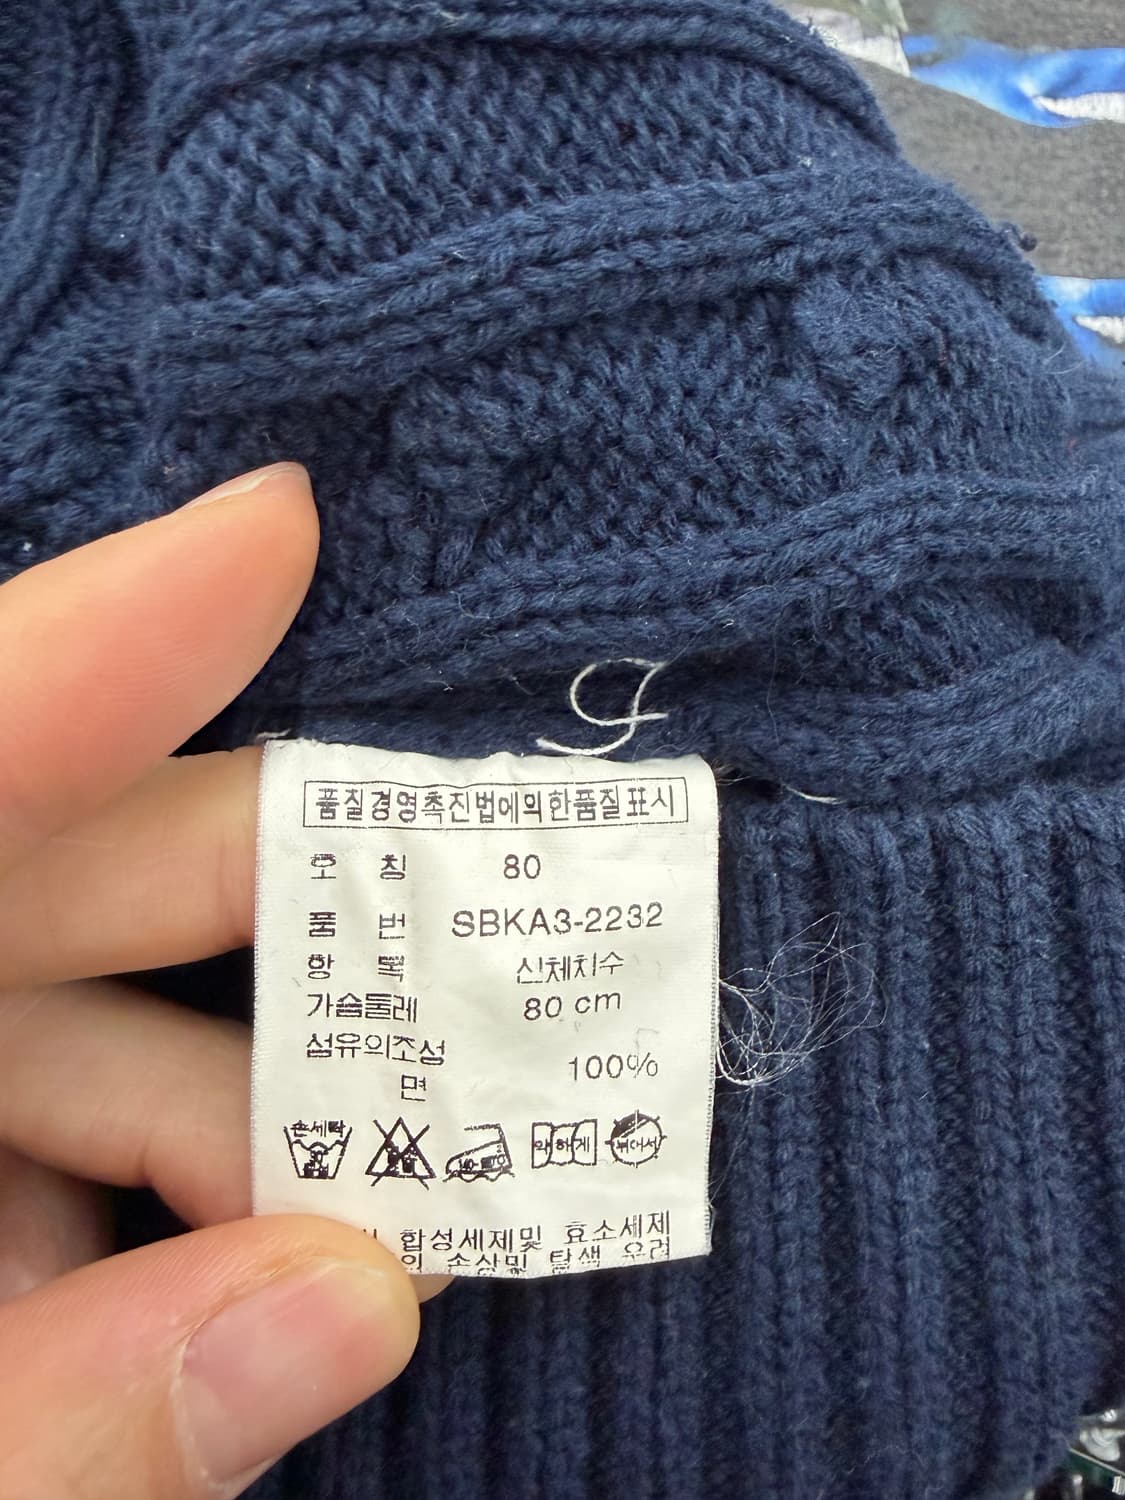 품질경영촉진법에의한품질표시
호 칭 80
품 번 SBKA3-2232
항 목 신체치수
가슴둘레 80 cm
섬유의조성 100%
면
손세탁 약하게 뉘어서
합성세제및 효소세제
의 손상및 탈색 우려